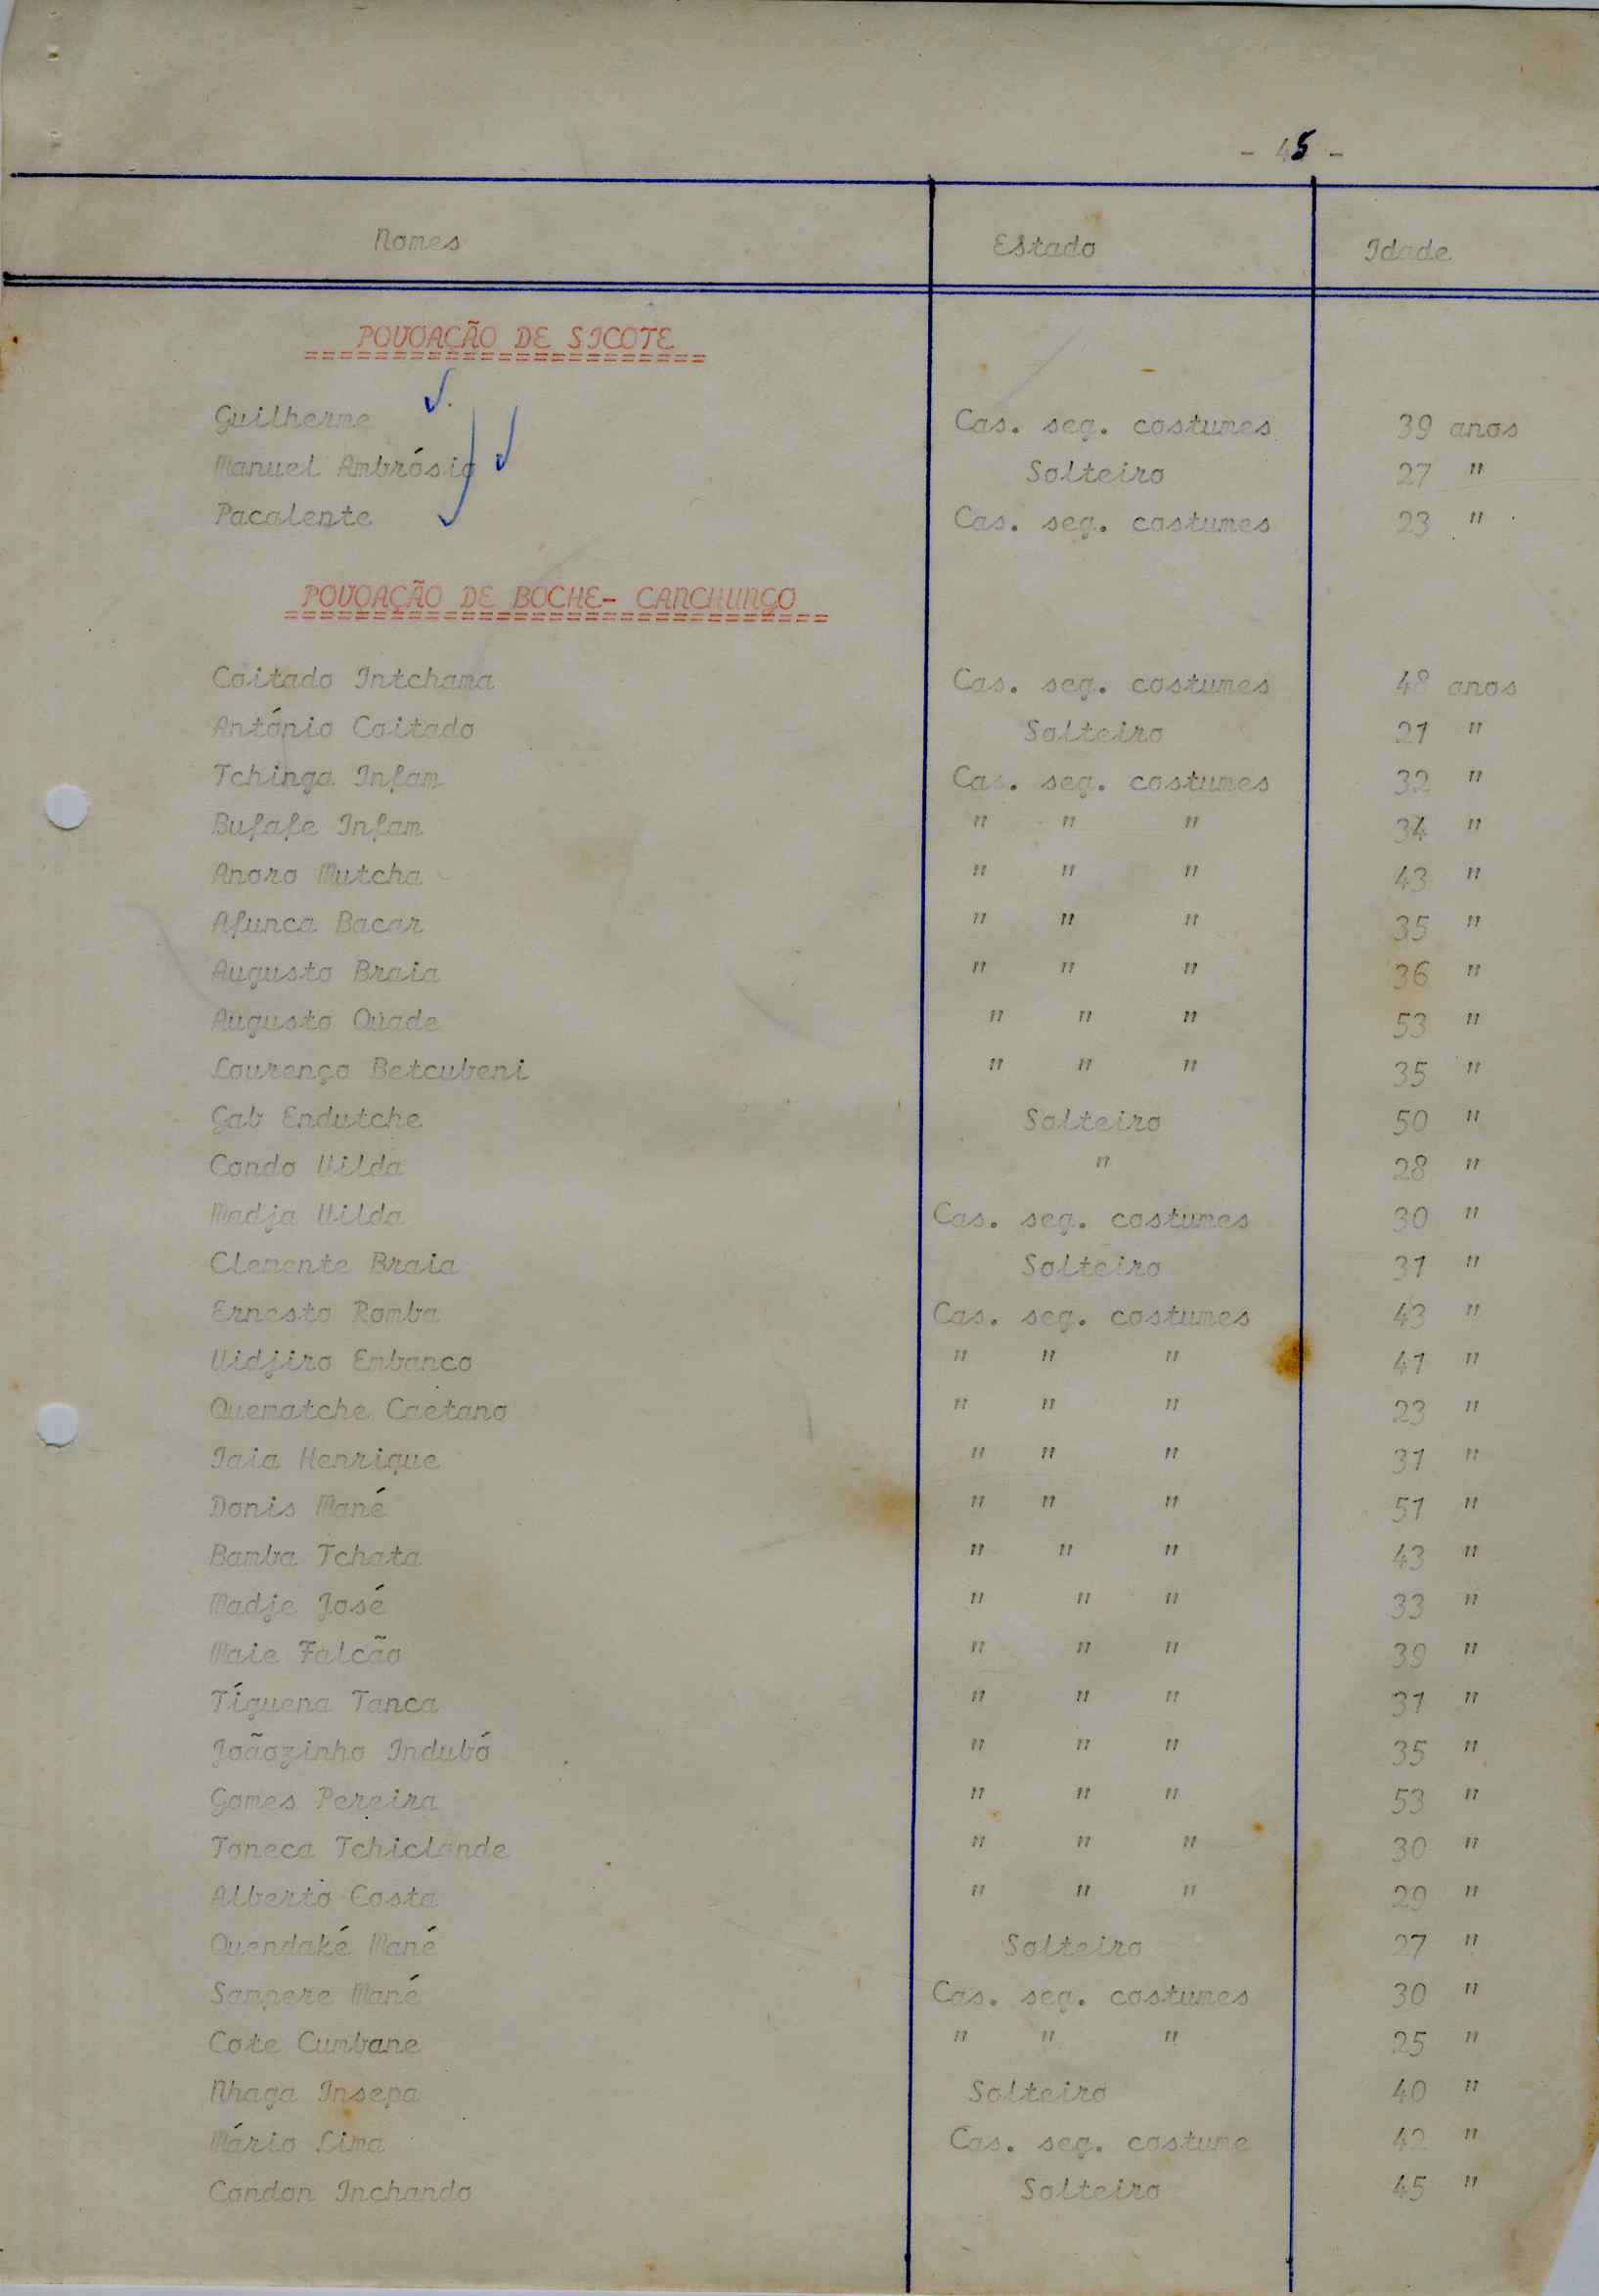 - 45 -
Nomes Estado Idade
POVOAÇÃO DE SICOTE
Guilherme Cas. seg. costumes 39 anos
Manuel Ambrósio Solteiro 27 "
Pacalente Cas. seg. costumes 23 "
POVOAÇÃO DE BOCHE- CANCHUNGO
Coitado Intchama Cas. seg. costumes 48 anos
António Coitado Solteiro 21 "
Tchinga Infam Cas. seg. costumes 32 "
Bufafe Infam " " " 34 "
Anoro Mutcha " " " 43 "
Afunca Bacar " " " 35 "
Augusto Braia " " " 36 "
Augusto Quade " " " 53 "
Lourenço Betcubeni " " " 35 "
Gab Endutche Solteiro 50 "
Condo Vilda " 28 "
Madja Vilda Cas. seg. costumes 30 "
Clemente Braia Solteiro 31 "
Ernesto Romba Cas. seg. costumes 43 "
Vidjiro Embanco " " " 41 "
Quematche Caetano " " " 23 "
Iaia Henrique " " " 31 "
Donis Mané " " " 51 "
Bamba Tchata " " " 43 "
Madje José " " " 33 "
Maie Falcão " " " 39 "
Tíguena Tanca " " " 31 "
Joãozinho Indubó " " " 35 "
Gomes Pereira " " " 53 "
Toneca Tchiclande " " " 30 "
Alberto Costa " " " 29 "
Quendaké Mané Solteiro 27 "
Sampere Mané Cas. seg. costumes 30 "
Cote Cumbane " " " 25 "
Nhaga Insepa Solteiro 40 "
Mário Lima Cas. seg. costume 42 "
Condon Inchando Solteiro 45 "